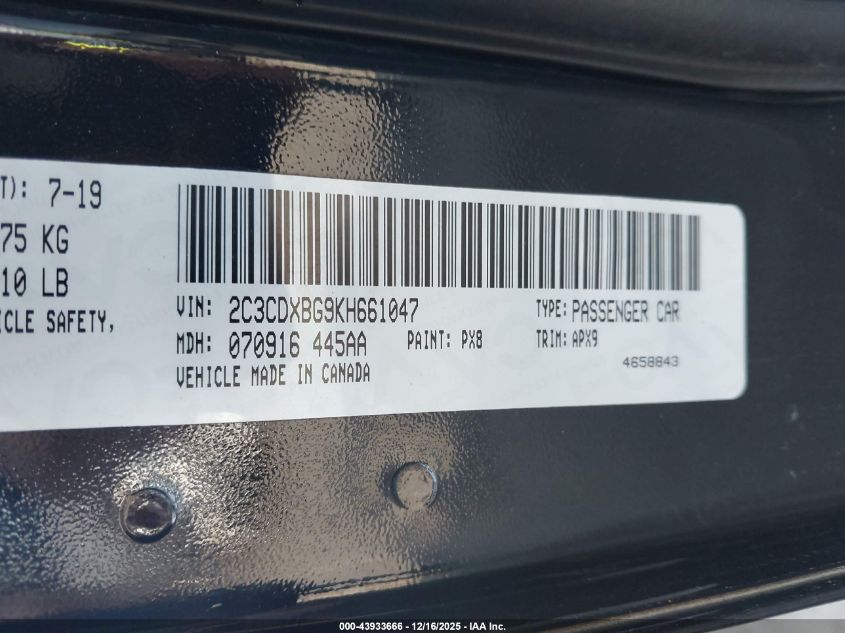 T): 7-19
75 KG
10 LB
ICLE SAFETY,
VIN: 2C3CDXBG9KH661047 TYPE: PASSENGER CAR
MDH: 070916 445AA PAINT: PX8 TRIM: APX9
VEHICLE MADE IN CANADA 4658843
000-43933666 - 12/16/2025 - IAA Inc.